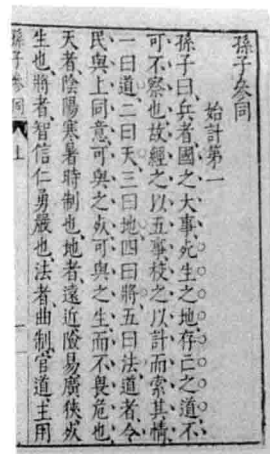 孫子參同
始計第一
孫子曰兵者國之大事死生之地存亡之道不
可不察也故經之以五事校之以計而索其情
一曰道二曰天三曰地四曰將五曰法道者令
民與上同意可與之死可與之生而不畏危也
天者陰陽寒暑時制也地者遠近險易廣狹死
生也將者智信仁勇嚴也法者曲制官道主用
孫子參同
上